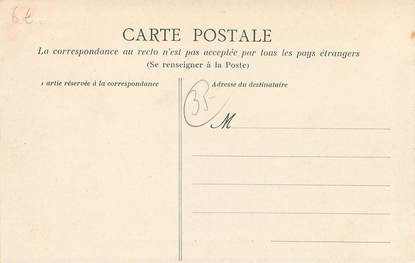 6€
CARTE POSTALE
La correspondance au recto n'est pas acceptée par tous les pays étrangers
(Se renseigner à la Poste)
artie réservée à la correspondance
Adresse du destinataire
35-
M